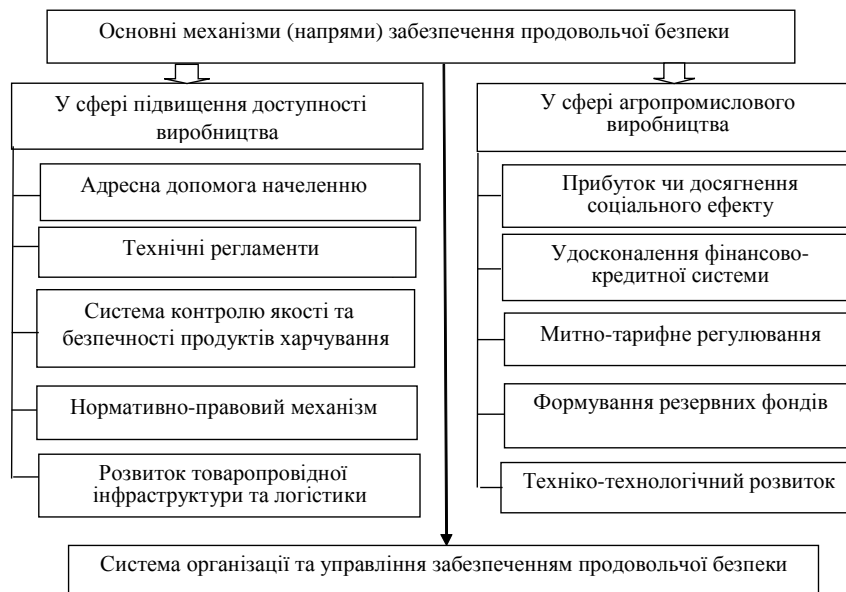 Основні механізми (напрями) забезпечення продовольчої безпеки
У сфері підвищення доступності
виробництва
Адресна допомога наченленню
Технічні регламенти
Система контролю якості та
безпечності продуктів харчування
Нормативно-правовий механізм
Розвиток товаропровідної
інфраструктури та логістики
У сфері агропромислового
виробництва
Прибуток чи досягнення
соціального ефекту
Удосконалення фінансово-
кредитної системи
Митно-тарифне регулювання
Формування резервних фондів
Техніко-технологічний розвиток
Система організації та управління забезпеченням продовольчої безпеки